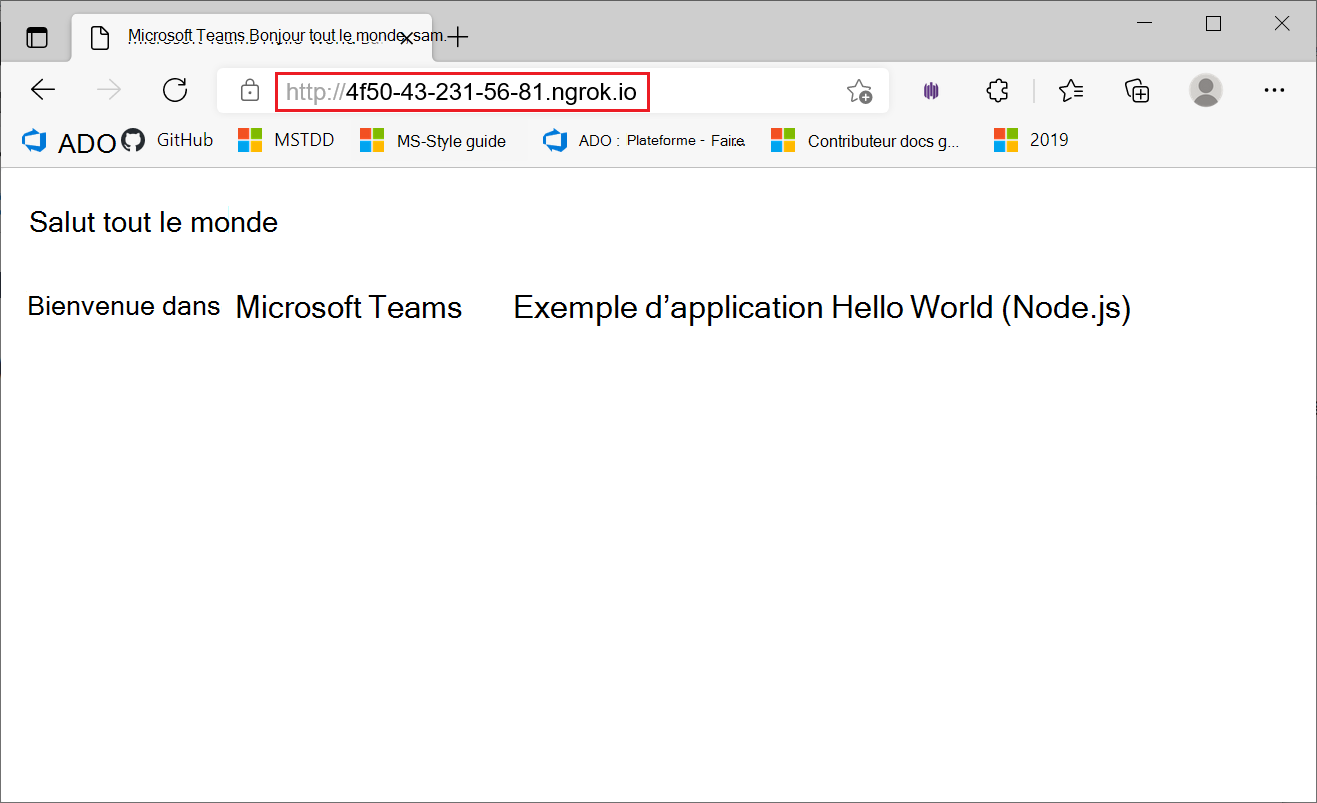 Microsoft Teams Bonjour tout le monde sam.
http://4f50-43-231-56-81.ngrok.io
ADO GitHub MSTDD MS-Style guide ADO : Plateforme - Faire. Contributeur docs g... 2019
Salut tout le monde
Bienvenue dans Microsoft Teams Exemple d’application Hello World (Node.js)